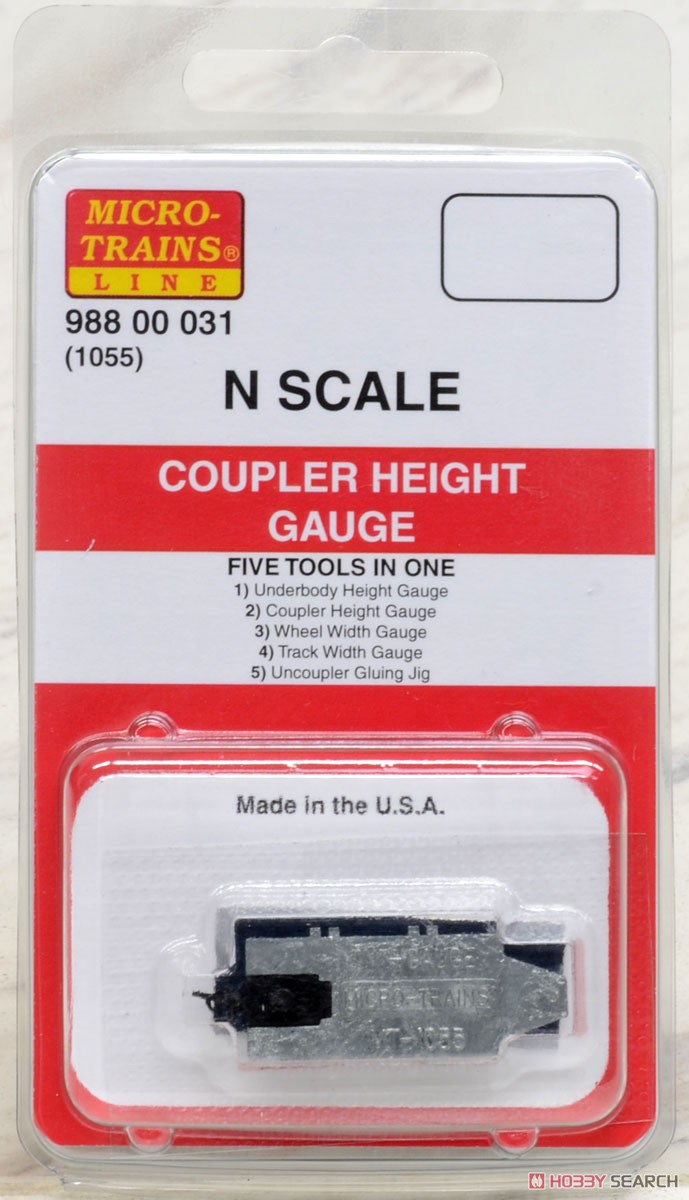 MICRO-
TRAINS®
LINE
988 00 031
(1055)
N SCALE
COUPLER HEIGHT
GAUGE
FIVE TOOLS IN ONE
1) Underbody Height Gauge
2) Coupler Height Gauge
3) Wheel Width Gauge
4) Track Width Gauge
5) Uncoupler Gluing Jig
Made in the U.S.A.
MICRO-TRAINS
HOBBY SEARCH